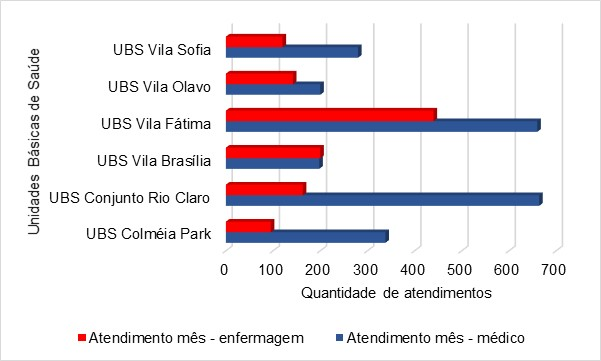 Unidades Básicas de Saúde
UBS Vila Sofia
UBS Vila Olavo
UBS Vila Fátima
UBS Vila Brasília
UBS Conjunto Rio Claro
UBS Colméia Park
0 100 200 300 400 500 600 700
Quantidade de atendimentos
Atendimento mês - enfermagem Atendimento mês - médico